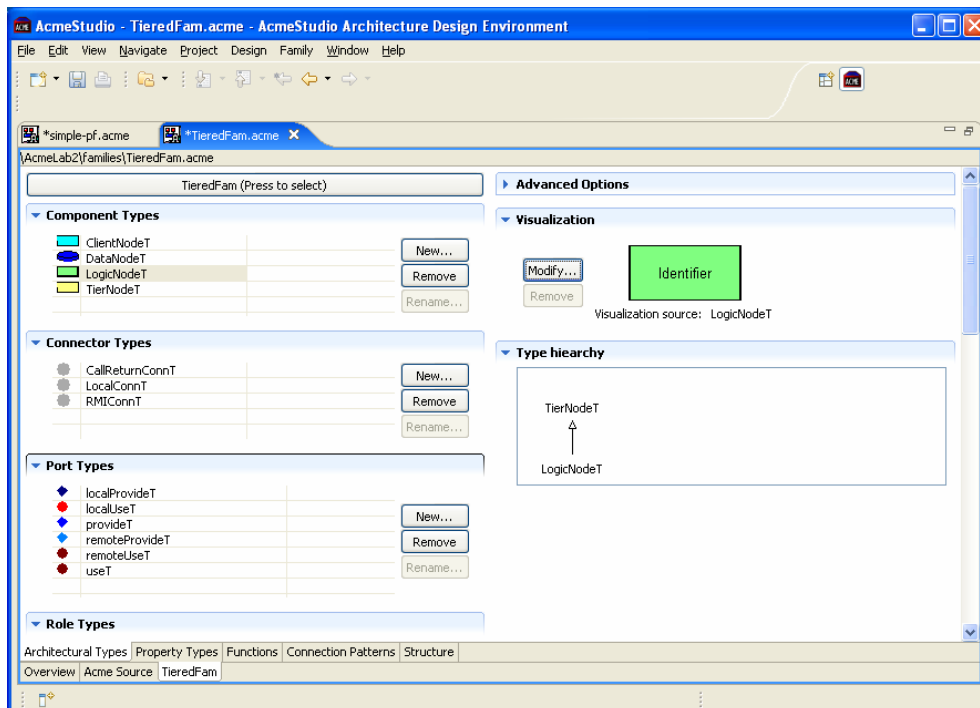 AcmeStudio - TieredFam.acme - AcmeStudio Architecture Design Environment
File Edit View Navigate Project Design Family Window Help
ACME
*simple-pf.acme *TieredFam.acme
\AcmeLab2\families\TieredFam.acme
TieredFam (Press to select)
Component Types
ClientNodeT
DataNodeT
LogicNodeT
TierNodeT
New...
Remove
Rename...
Connector Types
CallReturnConnT
LocalConnT
RMIConnT
New...
Remove
Rename...
Port Types
localProvideT
localUseT
provideT
remoteProvideT
remoteUseT
useT
New...
Remove
Rename...
Role Types
Advanced Options
Visualization
Modify...
Remove
Identifier
Visualization source: LogicNodeT
Type hiearchy
TierNodeT
LogicNodeT
Architectural Types Property Types Functions Connection Patterns Structure
Overview Acme Source TieredFam